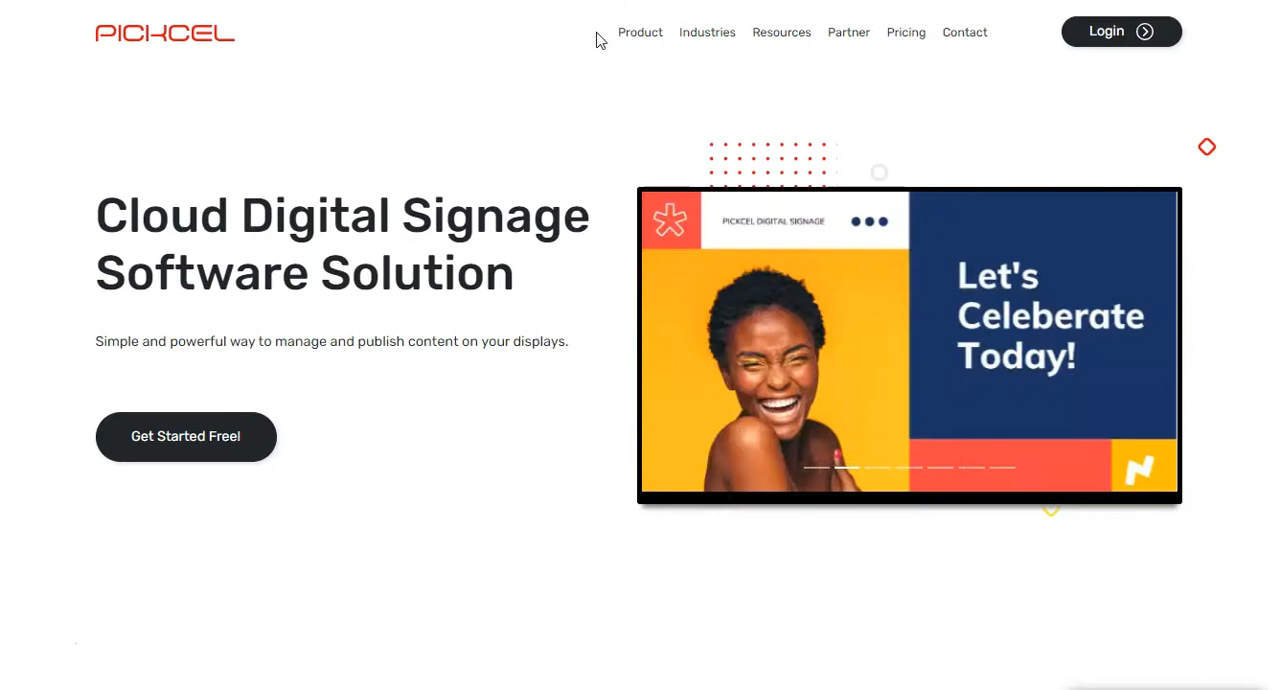 PICKCEL
Product Industries Resources Partner Pricing Contact
Login
Cloud Digital Signage
Software Solution
Simple and powerful way to manage and publish content on your displays.
Get Started Free!
PICKCEL DIGITAL SIGNAGE
Let's
Celeberate
Today!